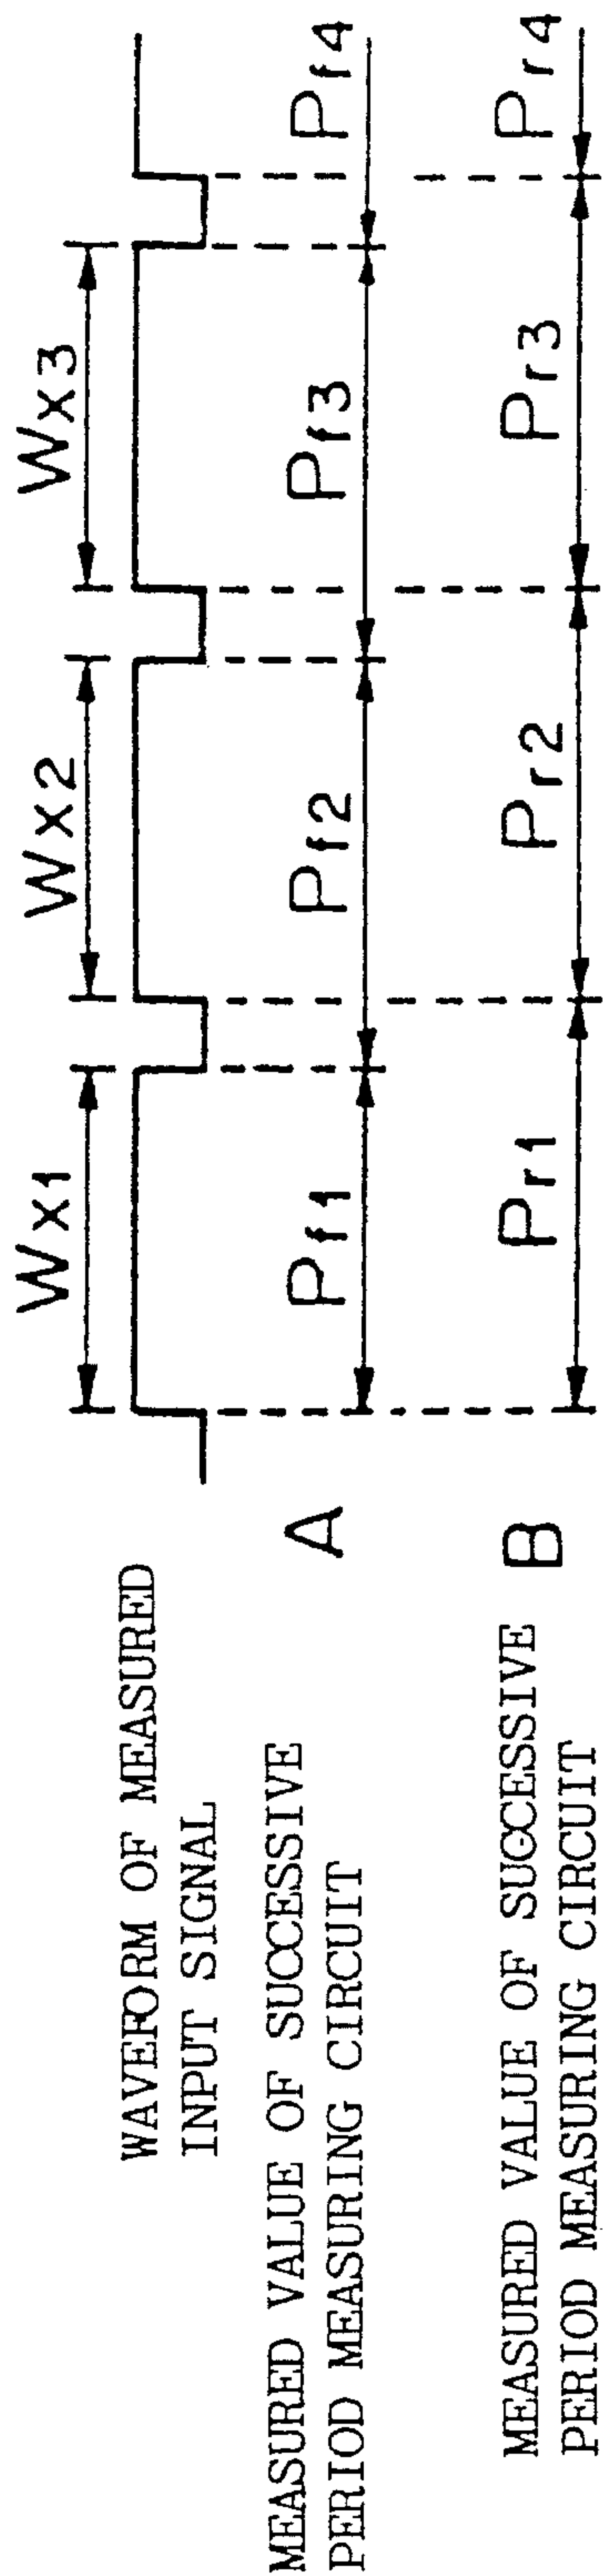 WAVEFORM OF MEASURED
INPUT SIGNAL
Wx1 Wx2 Wx3
MEASURED VALUE OF SUCCESSIVE
PERIOD MEASURING CIRCUIT
A
Pf1 Pf2 Pf3 Pf4
MEASURED VALUE OF SUCCESSIVE
PERIOD MEASURING CIRCUIT
B
Pr1 Pr2 Pr3 Pr4